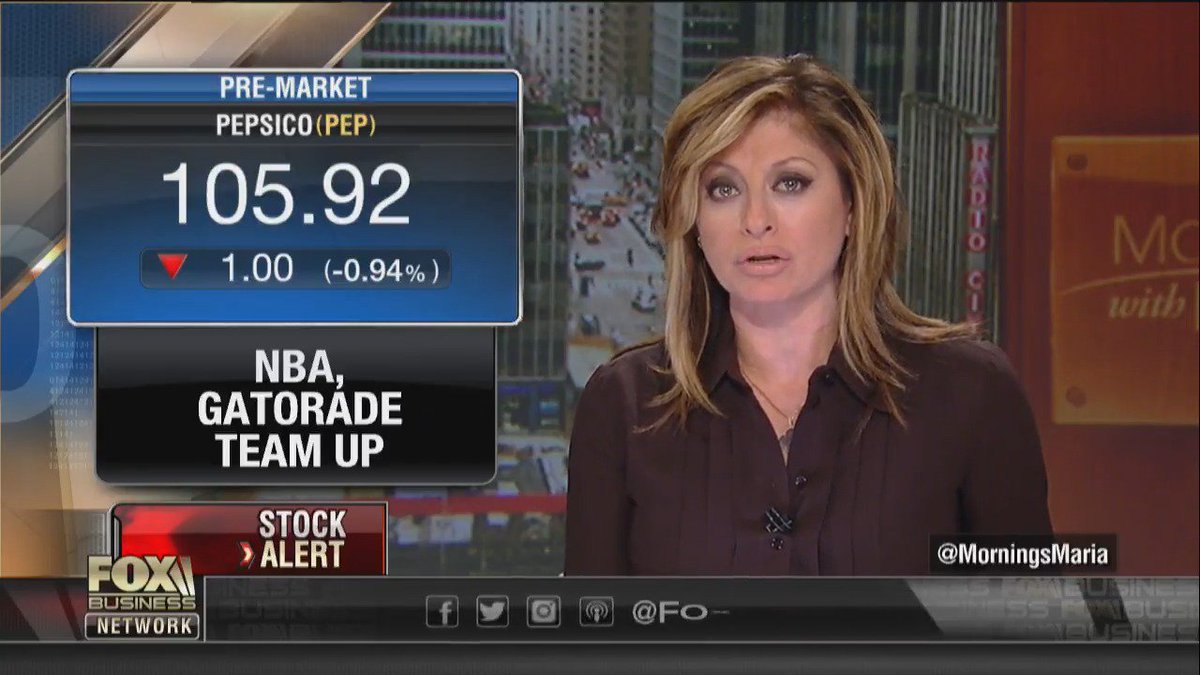 PRE-MARKET
PEPSICO (PEP)
105.92
1.00 (-0.94%)
NBA,
GATORADE
TEAM UP
STOCK
ALERT
RADIO CI
Mo
with
@MorningsMaria
FOX
BUSINESS
NETWORK
@Fo